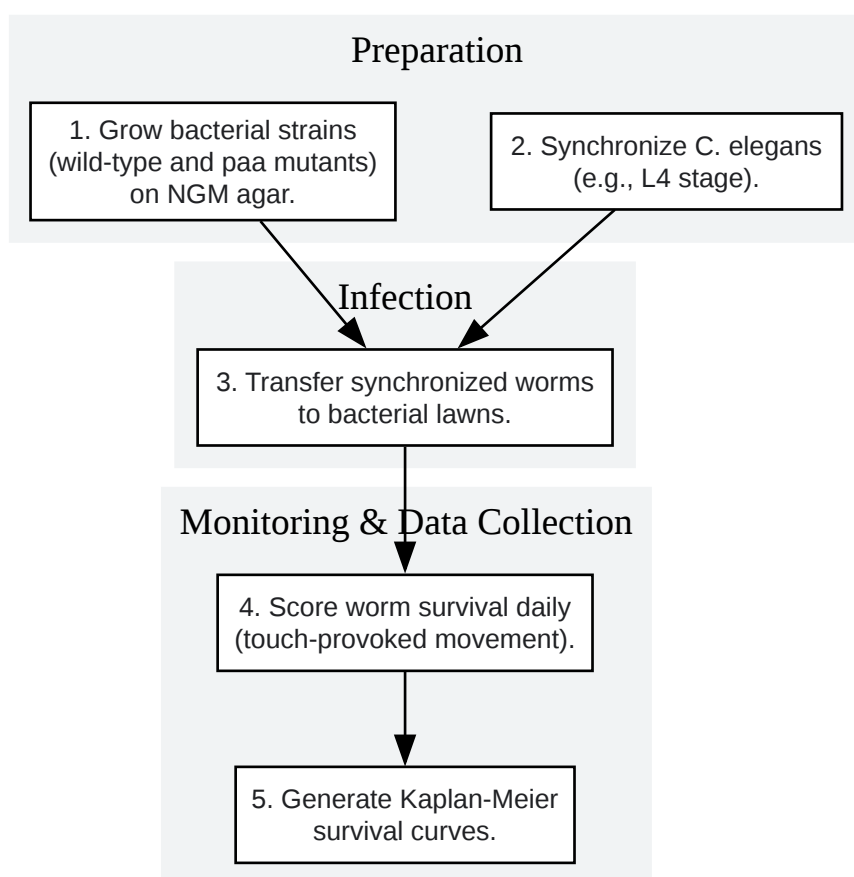 Preparation
1. Grow bacterial strains
(wild-type and paa mutants)
on NGM agar.
2. Synchronize C. elegans
(e.g., L4 stage).
Infection
3. Transfer synchronized worms
to bacterial lawns.
Monitoring & Data Collection
4. Score worm survival daily
(touch-provoked movement).
5. Generate Kaplan-Meier
survival curves.